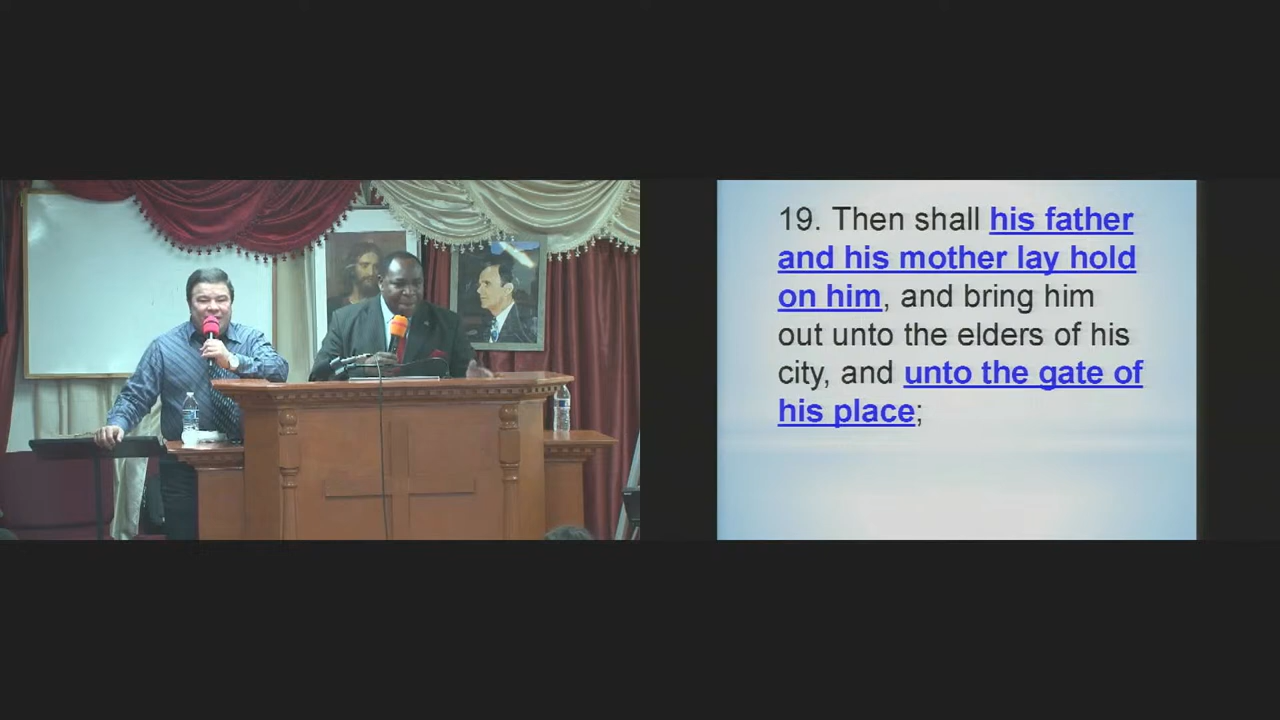 19. Then shall his father
and his mother lay hold
on him, and bring him
out unto the elders of his
city, and unto the gate of
his place;